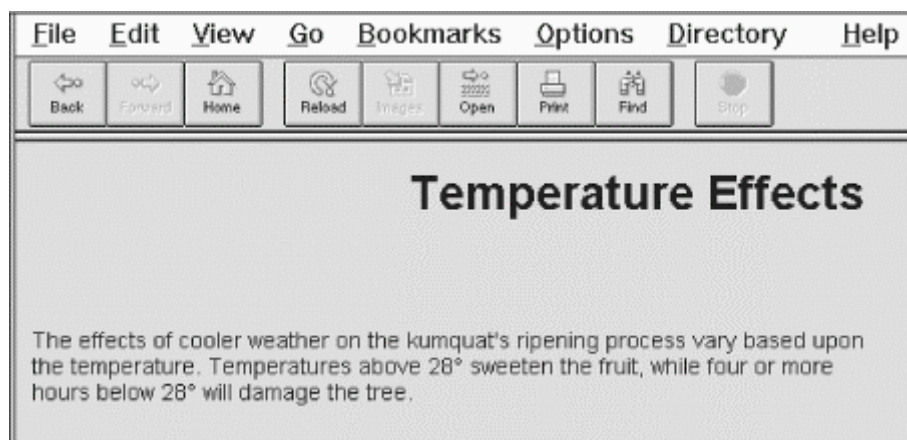 File Edit View Go Bookmarks Options Directory Help
Back Forward Home Reload Images Open Print Find Stop
Temperature Effects
The effects of cooler weather on the kumquat's ripening process vary based upon
the temperature. Temperatures above 28° sweeten the fruit, while four or more
hours below 28° will damage the tree.